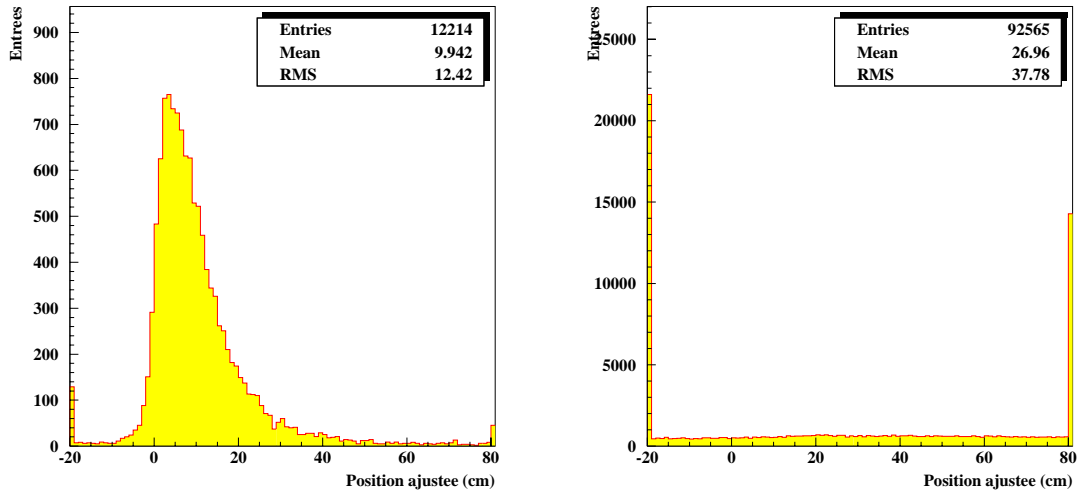 Entrees
Entries 12214
Mean 9.942
RMS 12.42
900
800
700
600
500
400
300
200
100
0
-20 0 20 40 60 80
Position ajustee (cm)
Entrees
Entries 92565
Mean 26.96
RMS 37.78
25000
20000
15000
10000
5000
0
-20 0 20 40 60 80
Position ajustee (cm)